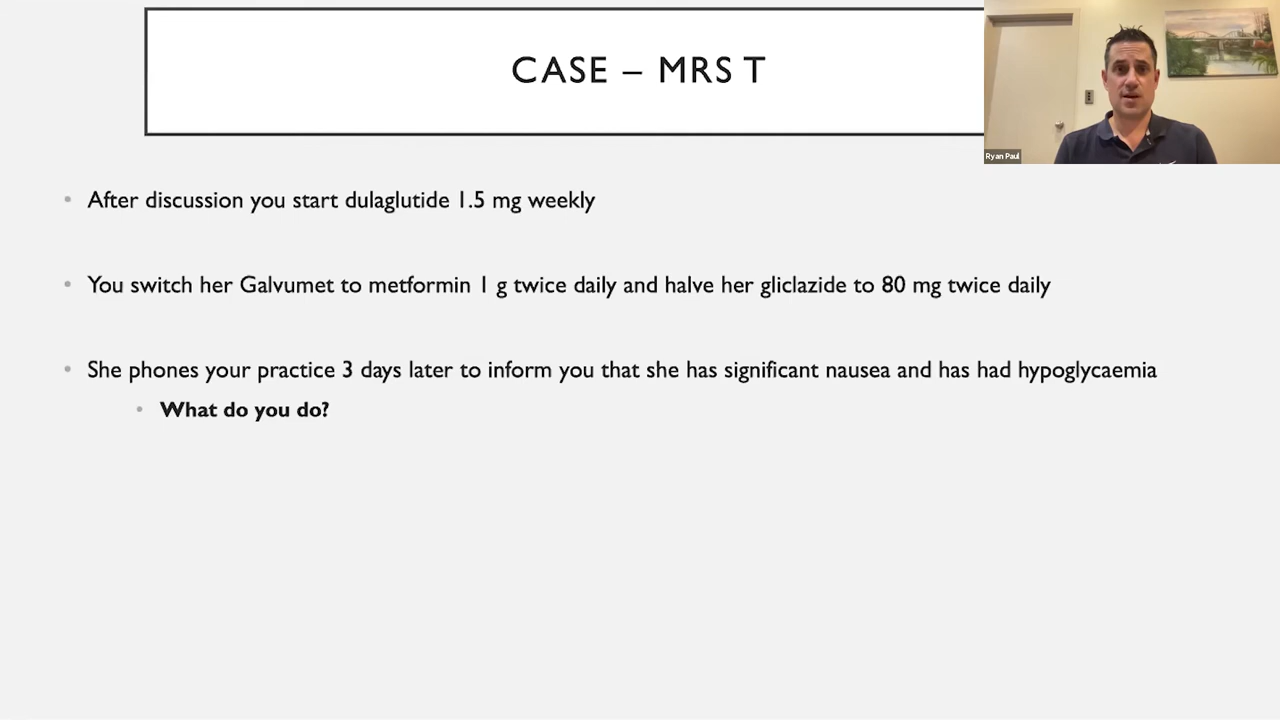 CASE – MRS T
Ryan Paul
• After discussion you start dulaglutide 1.5 mg weekly
• You switch her Galvumet to metformin 1 g twice daily and halve her gliclazide to 80 mg twice daily
• She phones your practice 3 days later to inform you that she has significant nausea and has had hypoglycaemia
• What do you do?